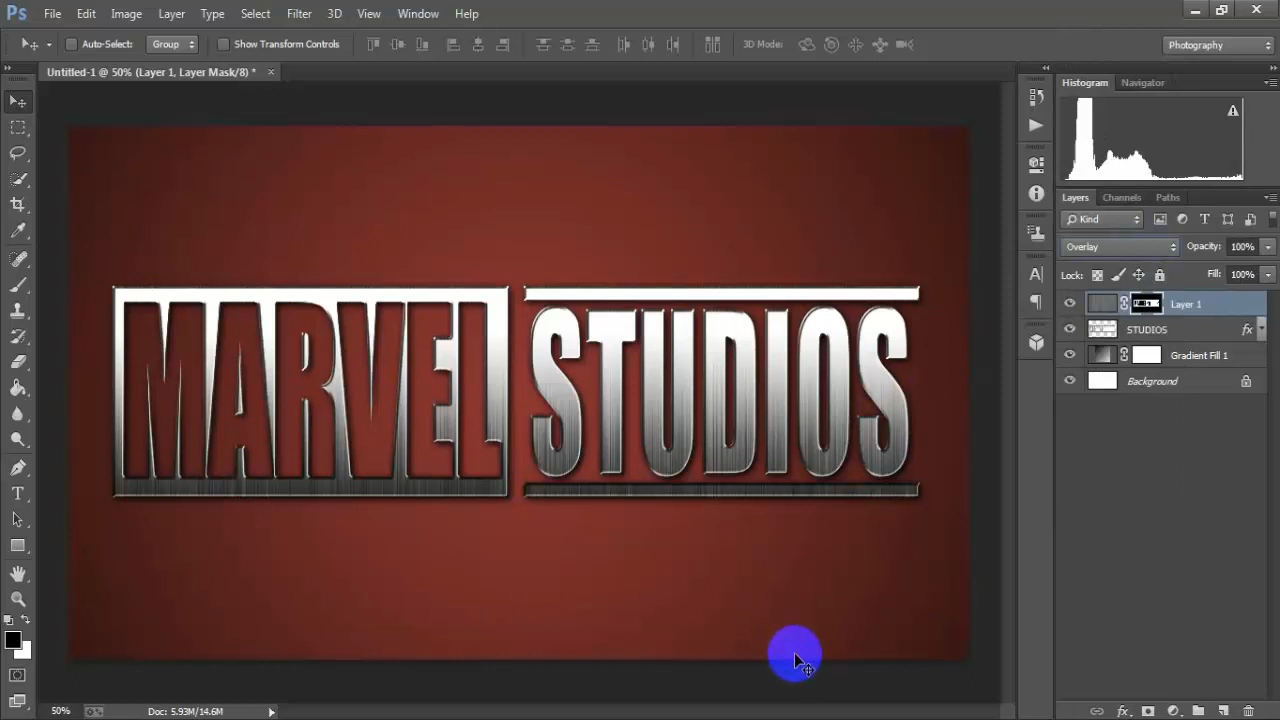 Ps File Edit Image Layer Type Select Filter 3D View Window Help
Auto-Select: Group Show Transform Controls 3D Mode: Photography
Untitled-1 @ 50% (Layer 1, Layer Mask/8) * ×
Histogram Navigator
Layers Channels Paths
Kind
Overlay Opacity: 100%
Lock: Fill: 100%
Layer 1
STUDIOS fx
Gradient Fill 1
Background
MARVEL STUDIOS
50% Doc: 5.93M/14.6M